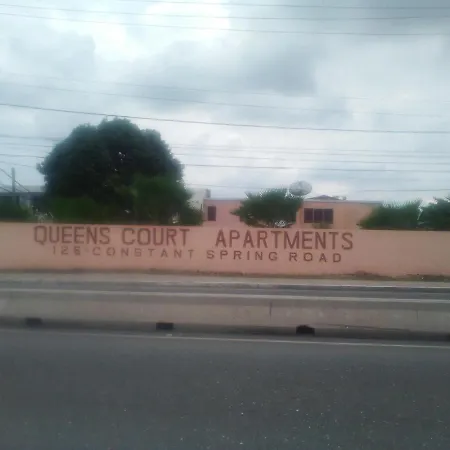 QUEENS COURT APARTMENTS
125 CONSTANT SPRING ROAD